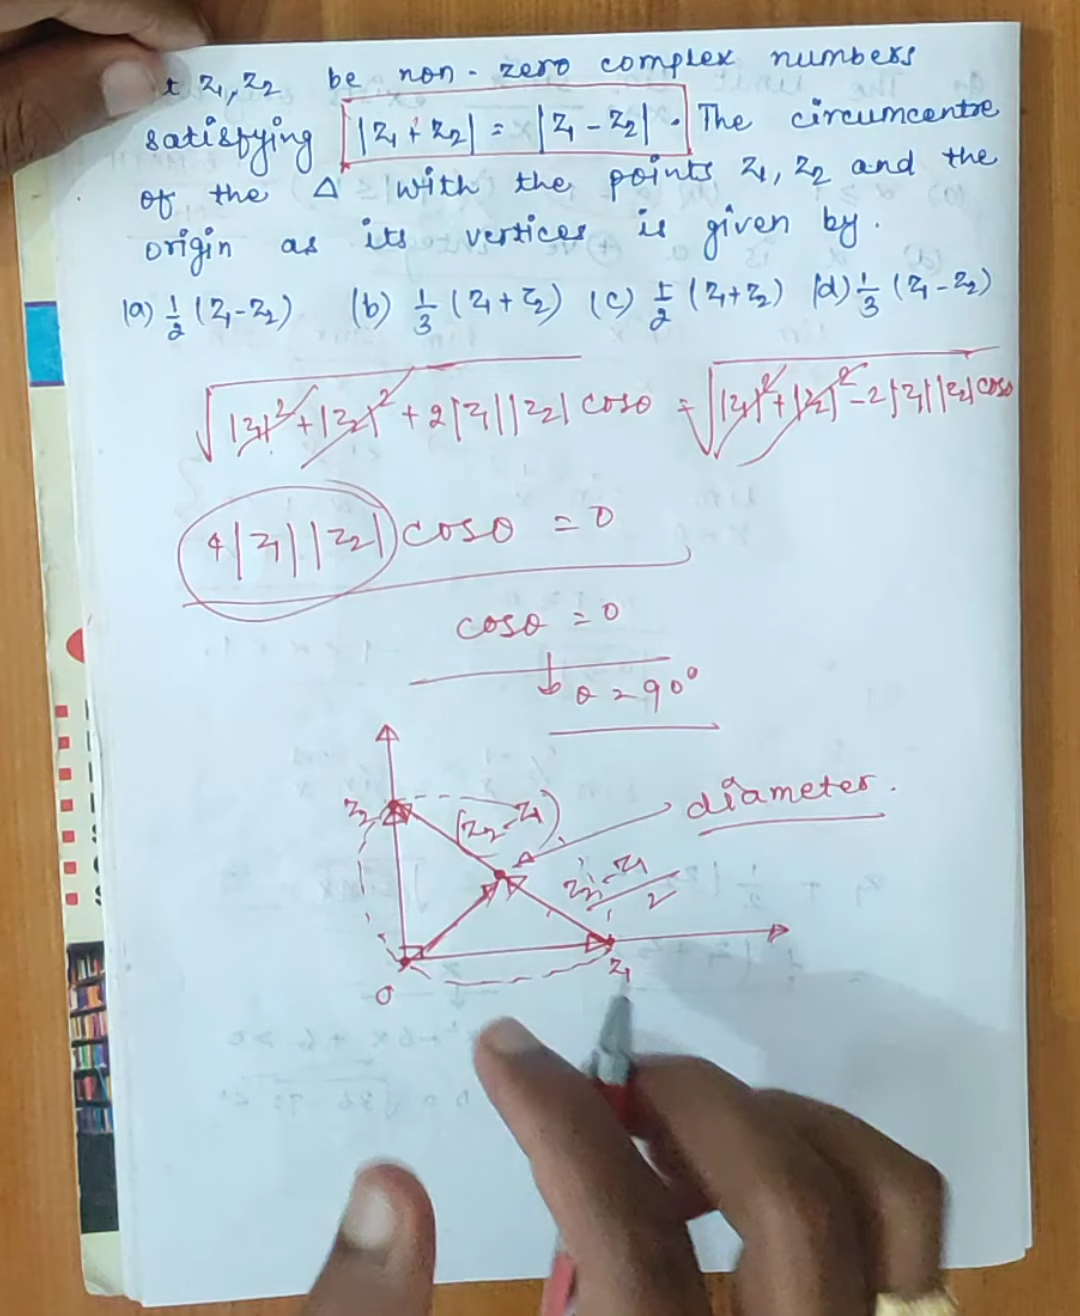 t z₁, z₂ be non-zero complex numbers
satisfying |z₁ + z₂| = |z₁ - z₂|. The circumcentre
of the Δ with the points z₁, z₂ and the
origin as its vertices is given by.
(a) 1/2 (z₁-z₂) (b) 1/3 (z₁+z₂) (c) 1/2 (z₁+z₂) (d) 1/3 (z₁-z₂)
√(|z₁|²+|z₂|²+2|z₁||z₂| cosθ) = √(|z₁|²+|z₂|²-2|z₁||z₂|cosθ)
4|z₁||z₂|cosθ = 0
cosθ = 0
θ = 90°
diameter.
z₂ (z₂-z₁)
(z₂-z₁)/2
z₁
0